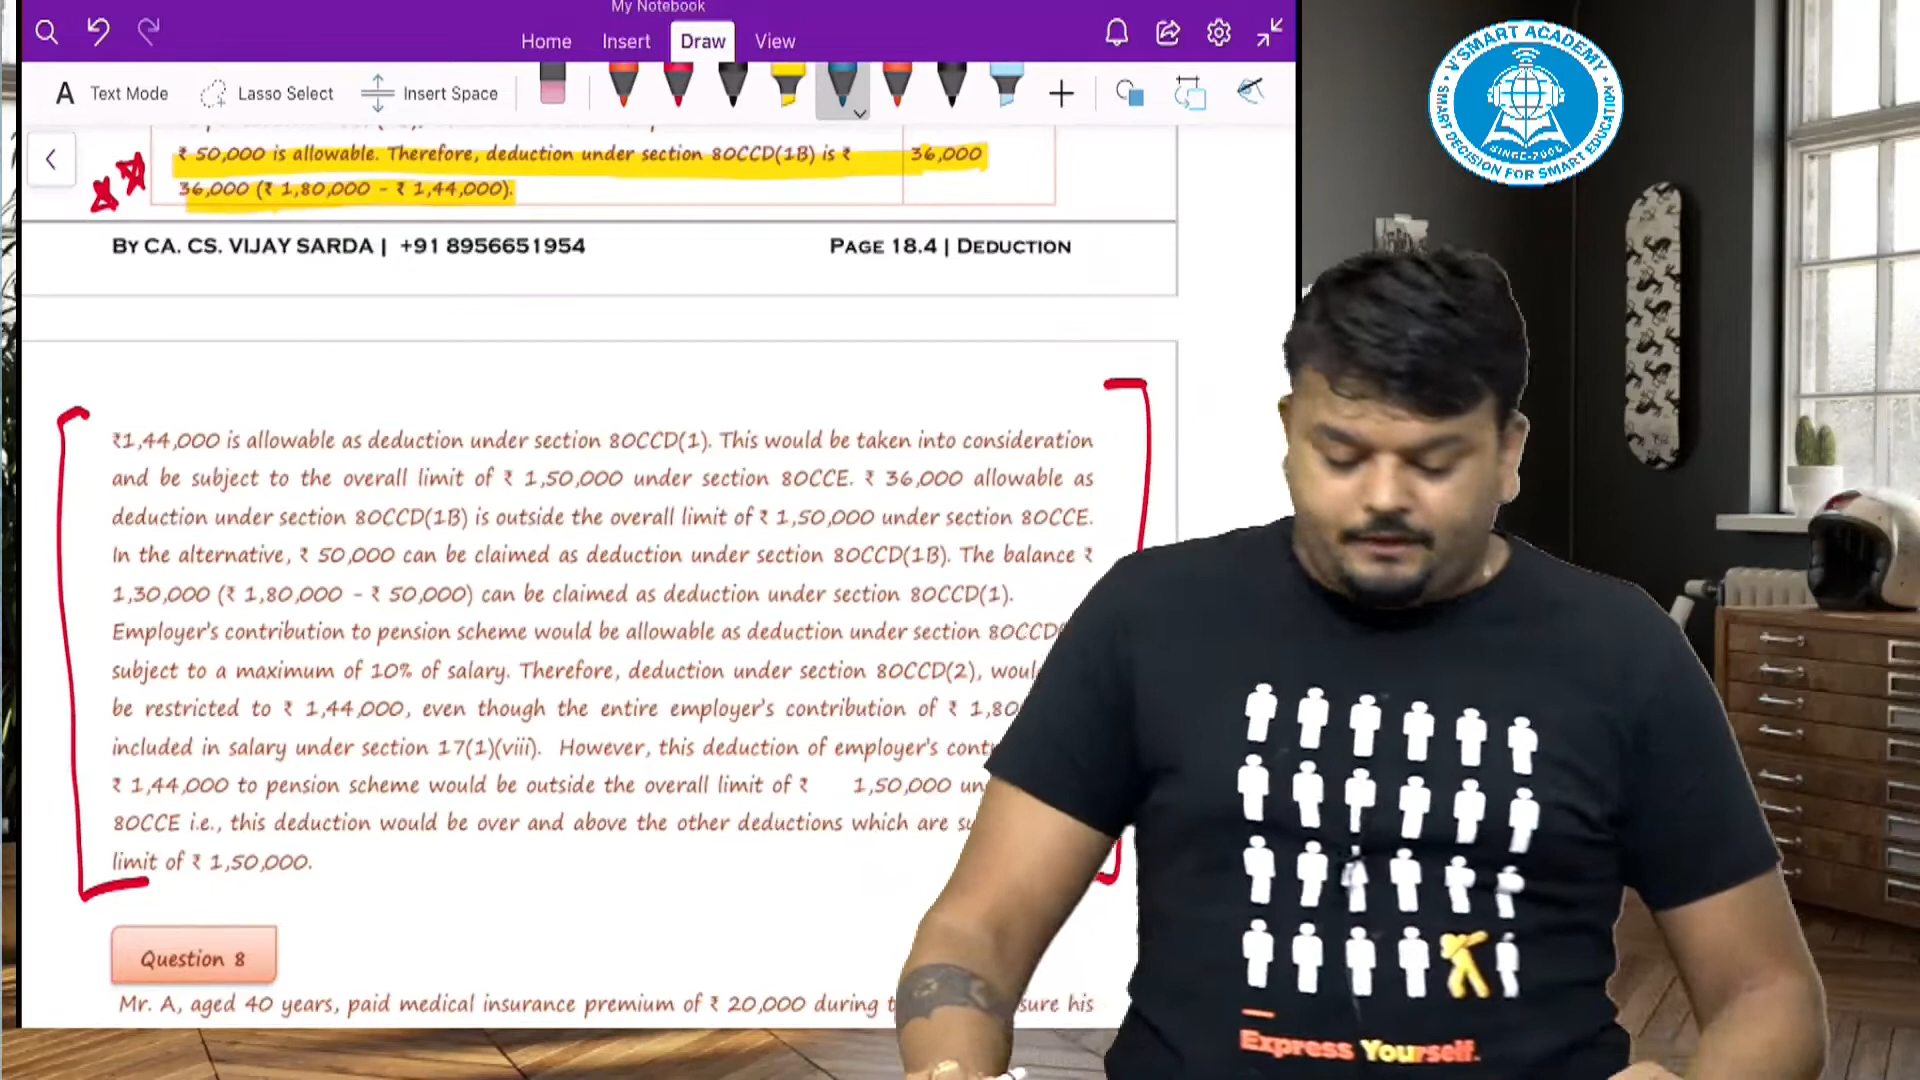 My Notebook
Home Insert Draw View
A Text Mode Lasso Select Insert Space
₹ 50,000 is allowable. Therefore, deduction under section 80CCD(1B) is ₹ 36,000
36,000 (₹ 1,80,000 - ₹ 1,44,000).
BY CA. CS. VIJAY SARDA | +91 8956651954 PAGE 18.4 | DEDUCTION
₹1,44,000 is allowable as deduction under section 80CCD(1). This would be taken into consideration
and be subject to the overall limit of ₹ 1,50,000 under section 80CCE. ₹ 36,000 allowable as
deduction under section 80CCD(1B) is outside the overall limit of ₹ 1,50,000 under section 80CCE.
In the alternative, ₹ 50,000 can be claimed as deduction under section 80CCD(1B). The balance ₹
1,30,000 (₹ 1,80,000 - ₹ 50,000) can be claimed as deduction under section 80CCD(1).
Employer's contribution to pension scheme would be allowable as deduction under section 80CCD(
subject to a maximum of 10% of salary. Therefore, deduction under section 80CCD(2), would
be restricted to ₹ 1,44,000, even though the entire employer's contribution of ₹ 1,80
included in salary under section 17(1)(viii). However, this deduction of employer's
₹ 1,44,000 to pension scheme would be outside the overall limit of ₹ 1,50,000
80CCE i.e., this deduction would be over and above the other deductions which are
limit of ₹ 1,50,000.
Question 8
Mr. A, aged 40 years, paid medical insurance premium of ₹ 20,000 during his
V'SMART ACADEMY
SINCE-2006
SMART DECISION FOR SMART EDUCATION
Express Yourself.